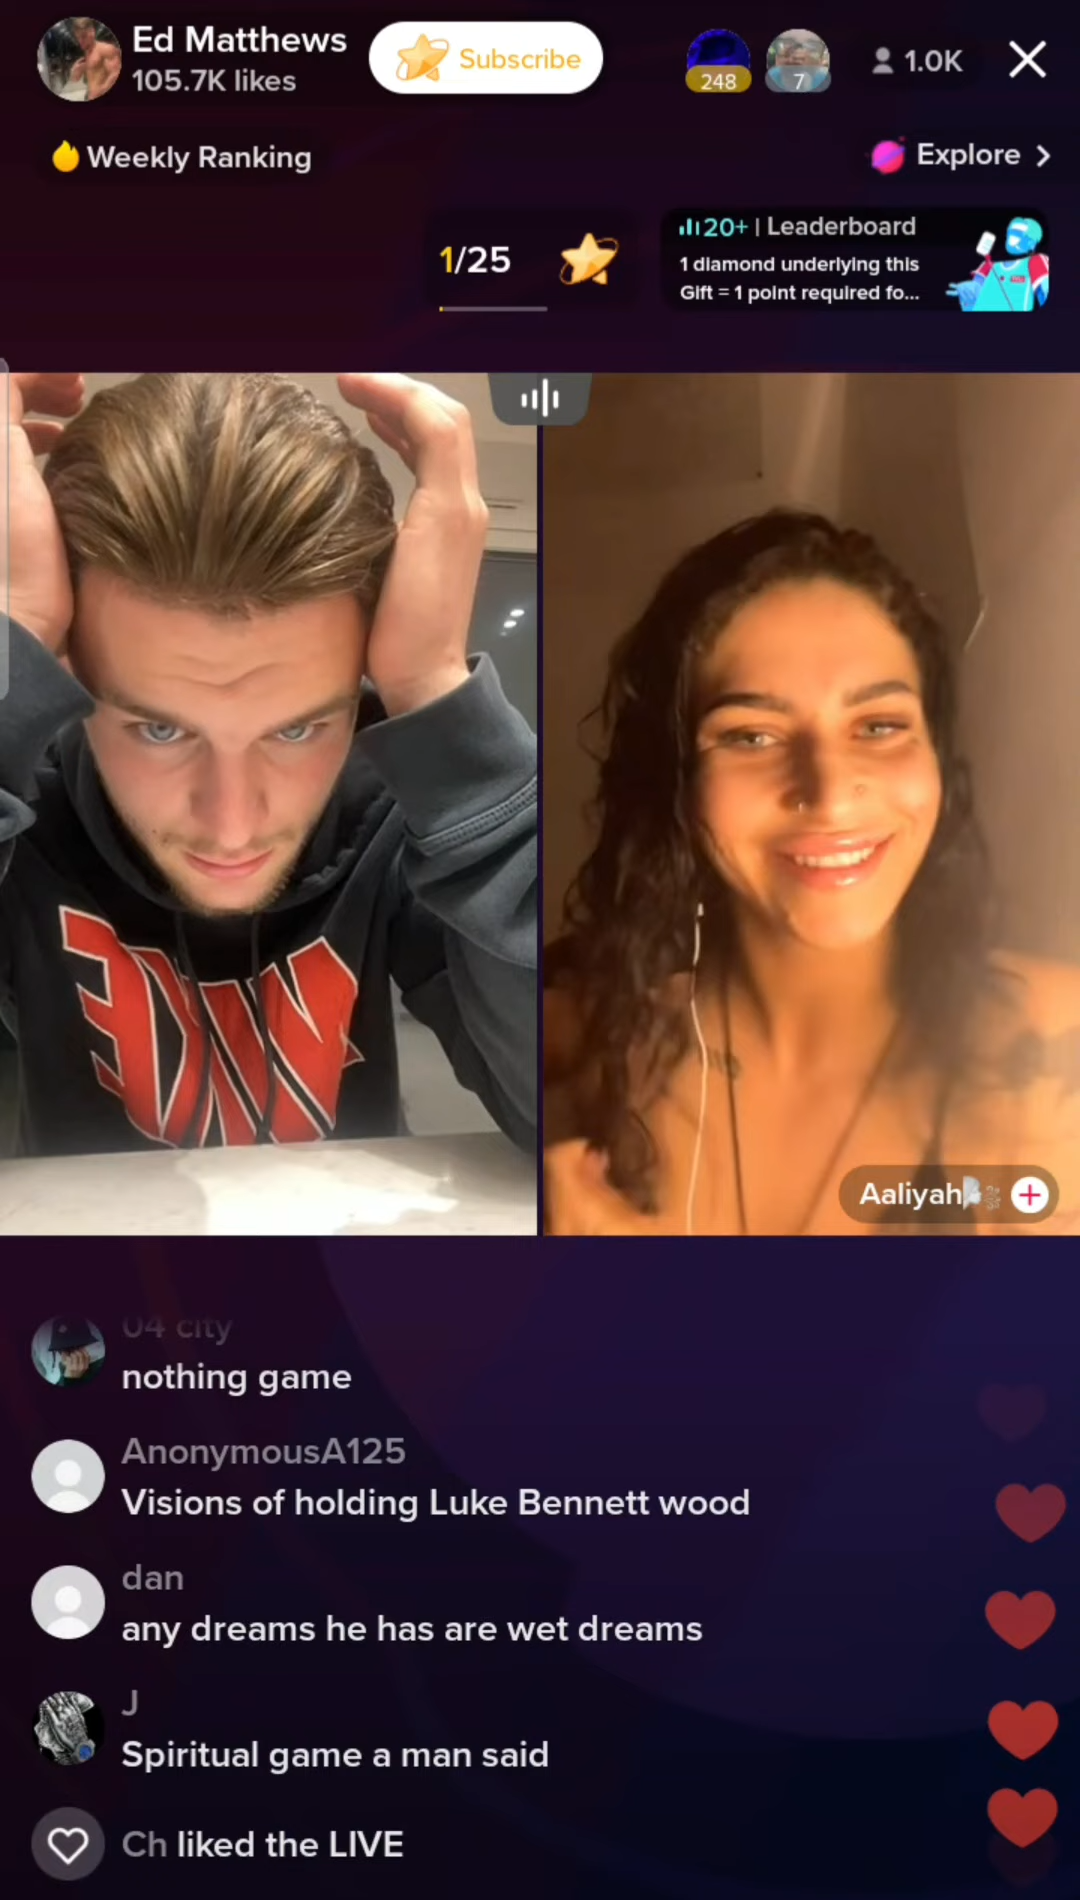 Ed Matthews
105.7K likes
Subscribe
248
7
1.0K
Weekly Ranking
Explore
1/25
20+ | Leaderboard
1 diamond underlying this
Gift = 1 point required fo...
Aaliyah
04 city
nothing game
AnonymousA125
Visions of holding Luke Bennett wood
dan
any dreams he has are wet dreams
J
Spiritual game a man said
Ch liked the LIVE